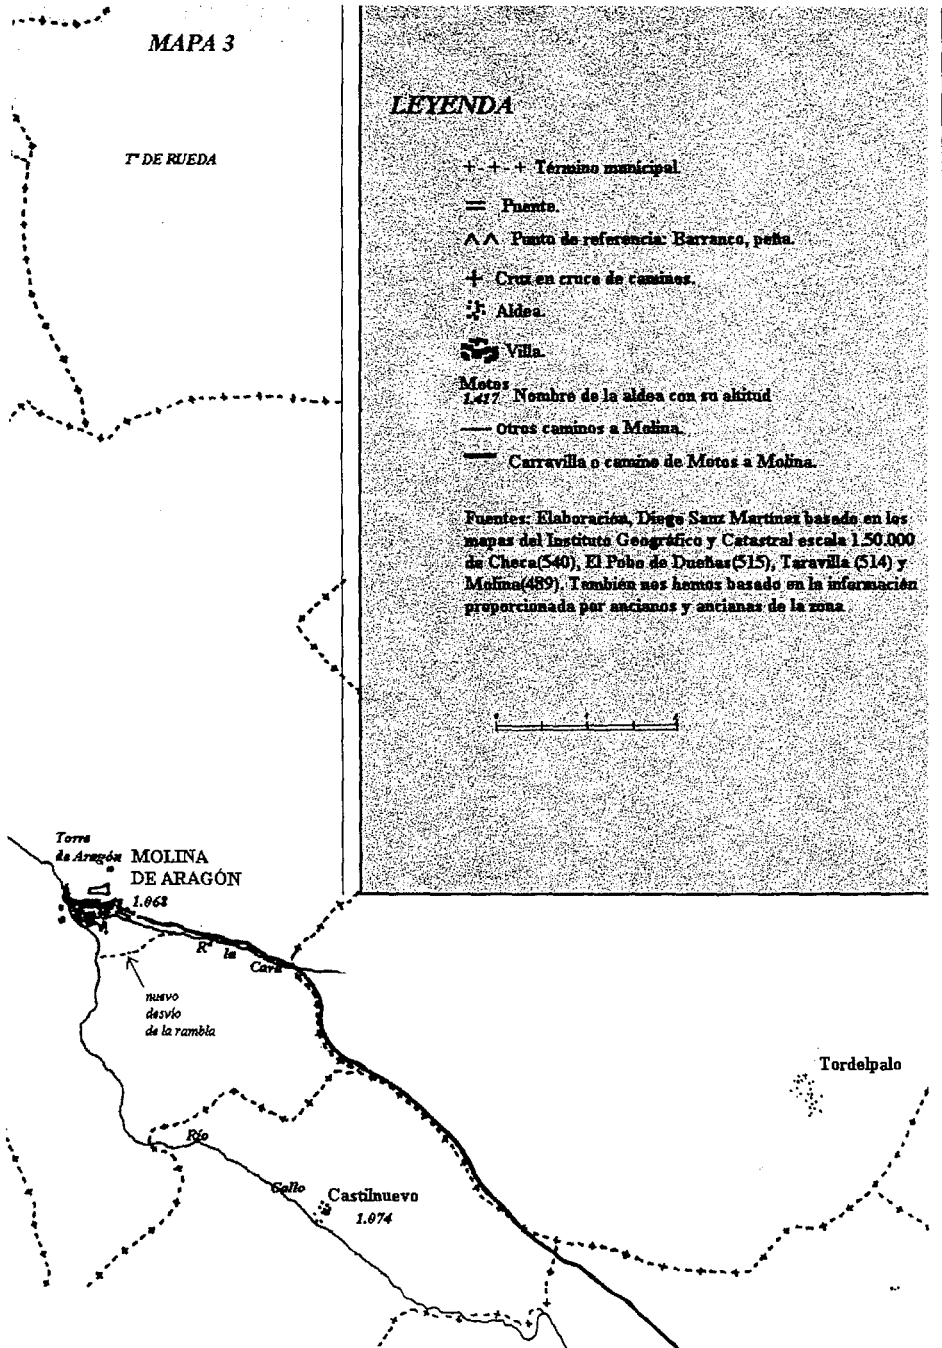 MAPA 3
Tº DE RUEDA
LEYENDA
+-+-+ Término municipal.
Puente.
Punto de referencia: Barranco, peña.
Cruz en cruce de caminos.
Aldea.
Villa.
Motos
1.417 Nombre de la aldea con su altitud
Otros caminos a Molina.
Carravilla o camino de Motos a Molina.
Fuentes: Elaboración, Diego Sanz Martínez basado en los
mapas del Instituto Geográfico y Catastral escala 1.50.000
de Checa(540), El Pobo de Dueñas(515), Taravilla (514) y
Molina(489). También nos hemos basado en la información
proporcionada por ancianos y ancianas de la zona
Torre
de Aragón
MOLINA
DE ARAGÓN
1.068
Rª la Cava
nuevo
desvío
de la rambla
Tordelpalo
Río Gallo
Castilnuevo
1.074